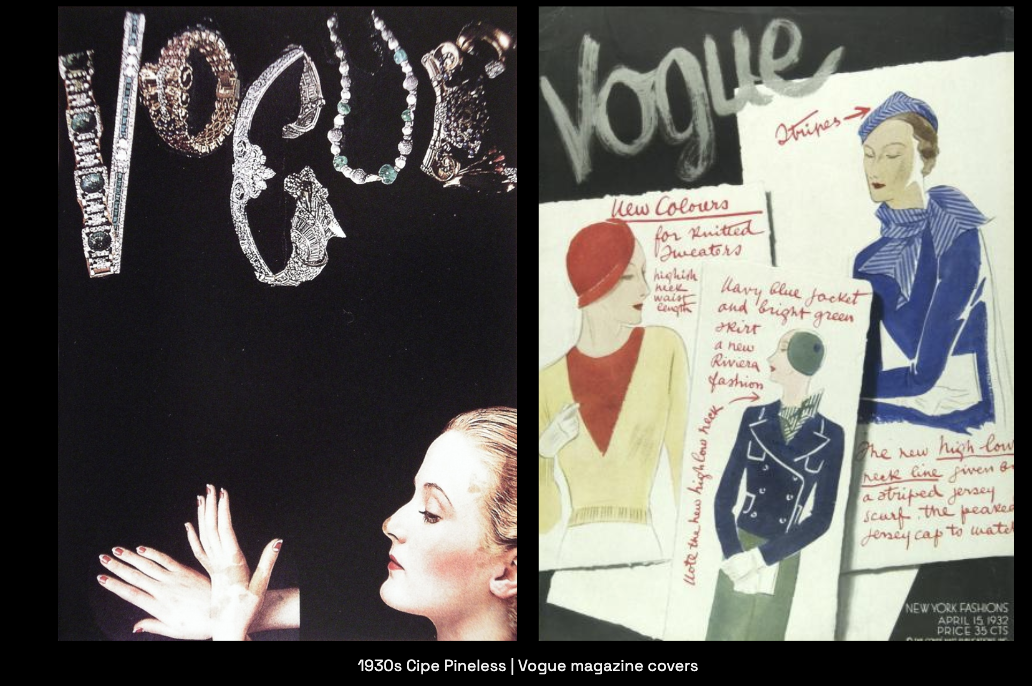 VOGUE
Vogue
Stripes
New Colours
for Knitted
Sweaters
highish
neck
waist
length
Navy blue jacket
and bright green
skirt
a new
Riviera
fashion
Note the new high low neck
The new high-low
neck line given
a striped jersey
scarf. the peaked
jersey cap to match
NEW YORK FASHIONS
APRIL 15, 1932
PRICE 35 CTS
1930s Cipe Pineless | Vogue magazine covers